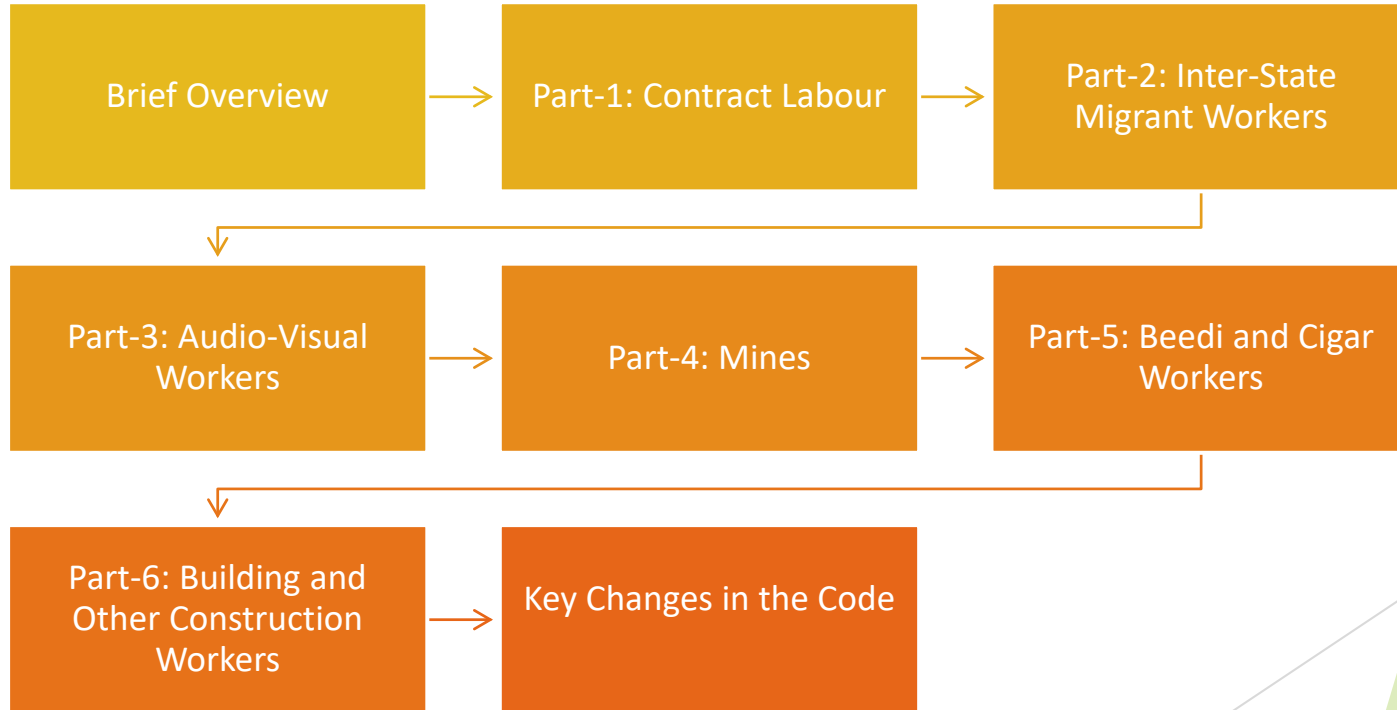 Brief Overview
Part-1: Contract Labour
Part-2: Inter-State
Migrant Workers
Part-3: Audio-Visual
Workers
Part-4: Mines
Part-5: Beedi and Cigar
Workers
Part-6: Building and
Other Construction
Workers
Key Changes in the Code